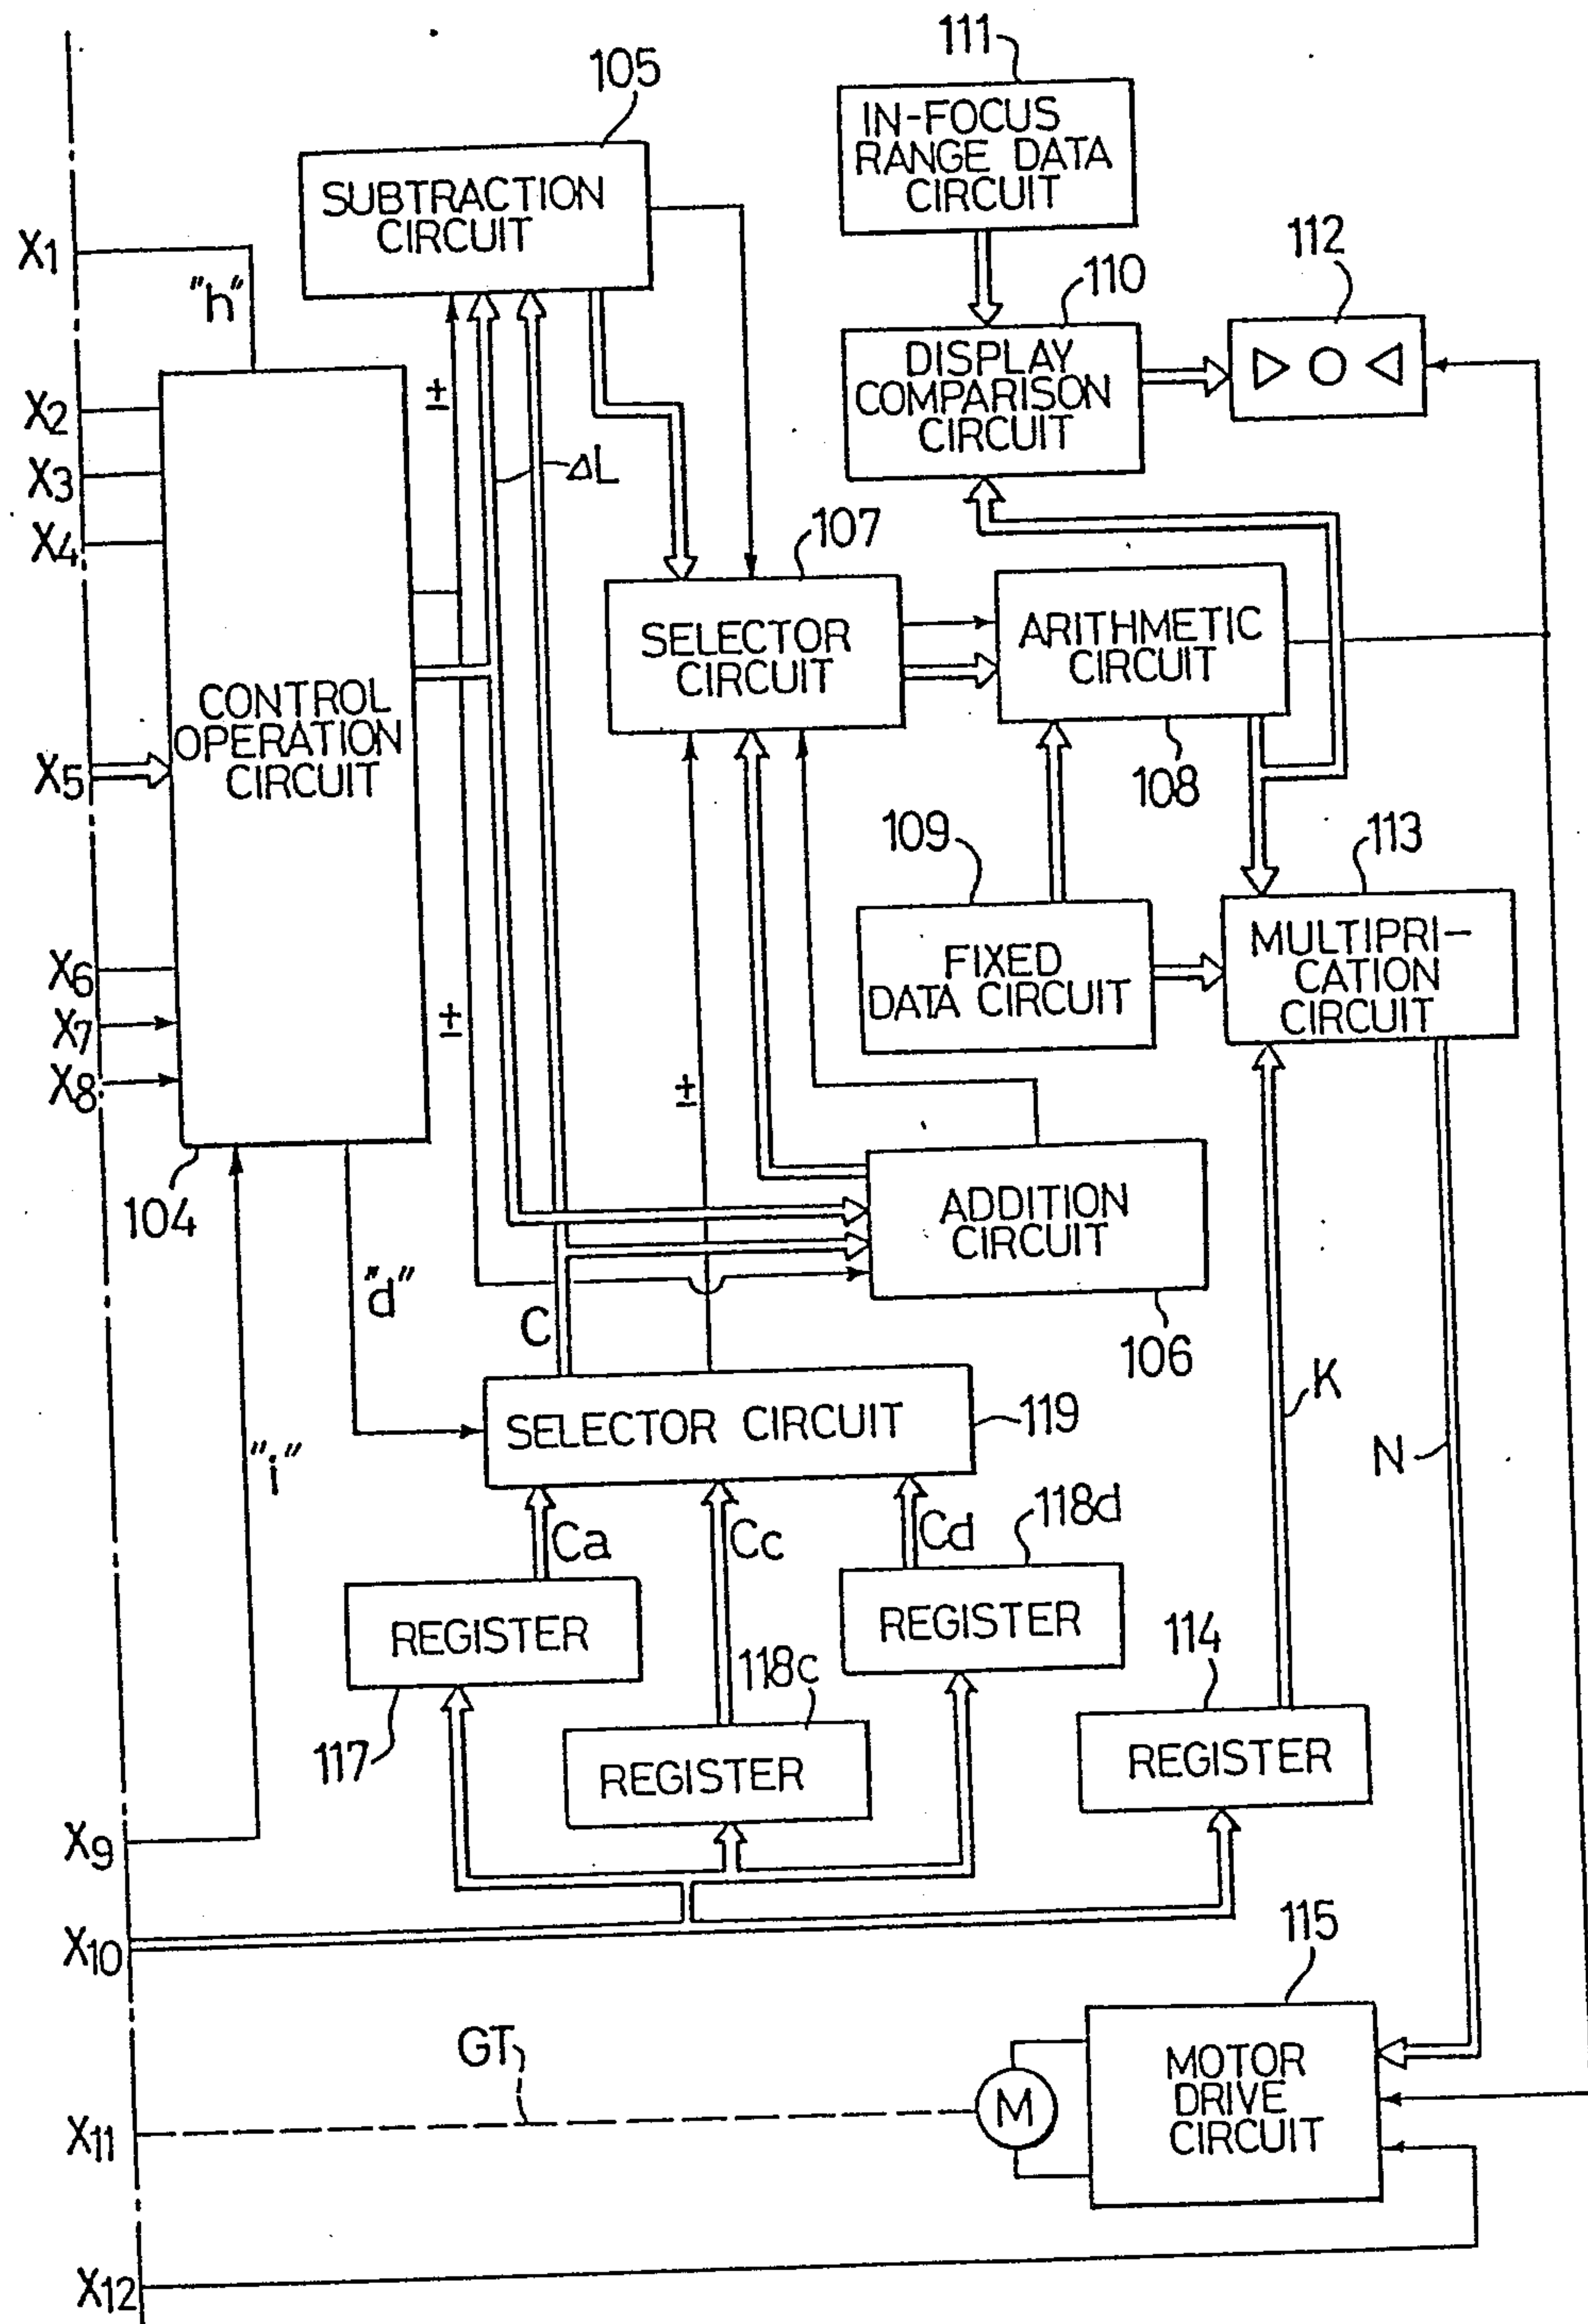 105
SUBTRACTION
CIRCUIT
111
IN-FOCUS
RANGE DATA
CIRCUIT
X1
"h"
110
DISPLAY
COMPARISON
CIRCUIT
112
X2
X3
X4
±
ΔL
107
SELECTOR
CIRCUIT
ARITHMETIC
CIRCUIT
108
CONTROL
OPERATION
CIRCUIT
X5
109
FIXED
DATA CIRCUIT
113
MULTIPRI-
CATION
CIRCUIT
X6
X7
X8
±
±
104
"d"
ADDITION
CIRCUIT
106
C
SELECTOR CIRCUIT
119
K
N
"i"
Ca
Cc
Cd
118d
REGISTER
117
118c
REGISTER
REGISTER
114
REGISTER
X9
X10
115
MOTOR
DRIVE
CIRCUIT
GT
M
X11
X12